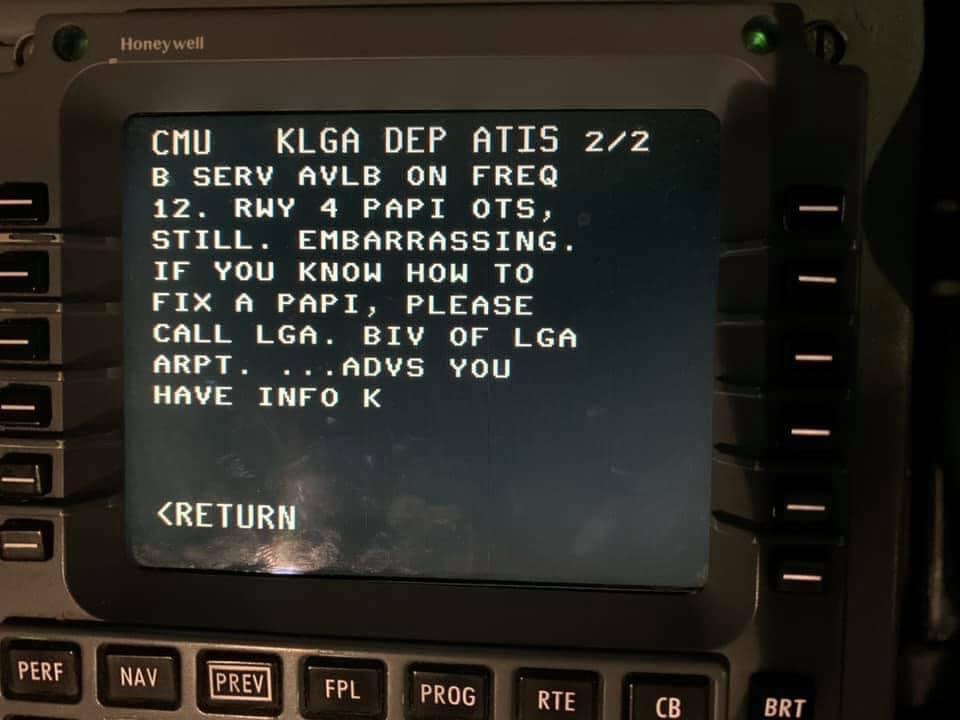 Honeywell
CMU KLGA DEP ATIS 2/2
B SERV AVLB ON FREQ
12. RWY 4 PAPI OTS,
STILL. EMBARRASSING.
IF YOU KNOW HOW TO
FIX A PAPI, PLEASE
CALL LGA. BIV OF LGA
ARPT. ...ADVS YOU
HAVE INFO K
<RETURN
PERF NAV PREV FPL PROG RTE CB BRT